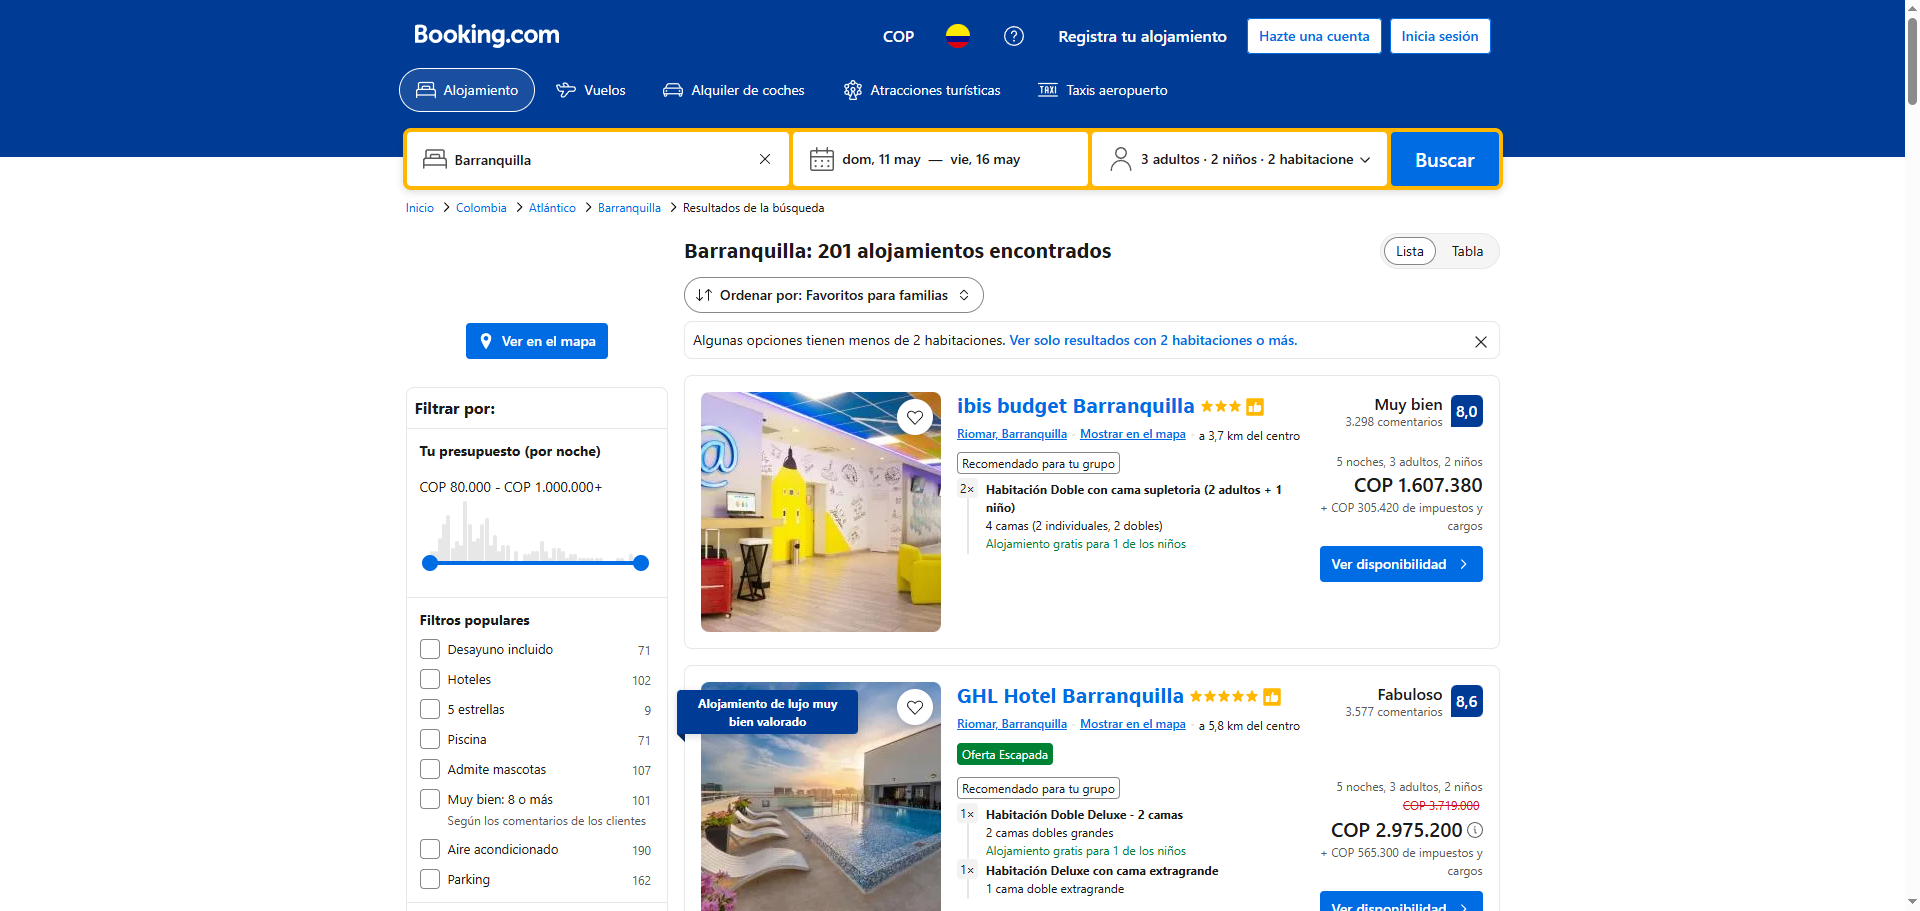 Booking.com
COP
Registra tu alojamiento
Hazte una cuenta
Inicia sesión
Alojamiento
Vuelos
Alquiler de coches
Atracciones turísticas
TAXI
Taxis aeropuerto
Barranquilla
dom, 11 may — vie, 16 may
3 adultos · 2 niños · 2 habitacione
Buscar
Inicio
Colombia
Atlántico
Barranquilla
Resultados de la búsqueda
Barranquilla: 201 alojamientos encontrados
Lista
Tabla
Ordenar por: Favoritos para familias
Ver en el mapa
Algunas opciones tienen menos de 2 habitaciones. Ver solo resultados con 2 habitaciones o más.
Filtrar por:
Tu presupuesto (por noche)
COP 80.000 - COP 1.000.000+
Filtros populares
Desayuno incluido 71
Hoteles 102
5 estrellas 9
Piscina 71
Admite mascotas 107
Muy bien: 8 o más 101
Según los comentarios de los clientes
Aire acondicionado 190
Parking 162
ibis budget Barranquilla
Riomar, Barranquilla
Mostrar en el mapa
a 3,7 km del centro
Muy bien
3.298 comentarios
8,0
Recomendado para tu grupo
2×
Habitación Doble con cama supletoria (2 adultos + 1
niño)
4 camas (2 individuales, 2 dobles)
Alojamiento gratis para 1 de los niños
5 noches, 3 adultos, 2 niños
COP 1.607.380
+ COP 305.420 de impuestos y
cargos
Ver disponibilidad
Alojamiento de lujo muy
bien valorado
GHL Hotel Barranquilla
Riomar, Barranquilla
Mostrar en el mapa
a 5,8 km del centro
Fabuloso
3.577 comentarios
8,6
Oferta Escapada
Recomendado para tu grupo
1×
Habitación Doble Deluxe - 2 camas
2 camas dobles grandes
Alojamiento gratis para 1 de los niños
1×
Habitación Deluxe con cama extragrande
1 cama doble extragrande
5 noches, 3 adultos, 2 niños
COP 3.719.000
COP 2.975.200
+ COP 565.300 de impuestos y
cargos
Ver disponibilidad